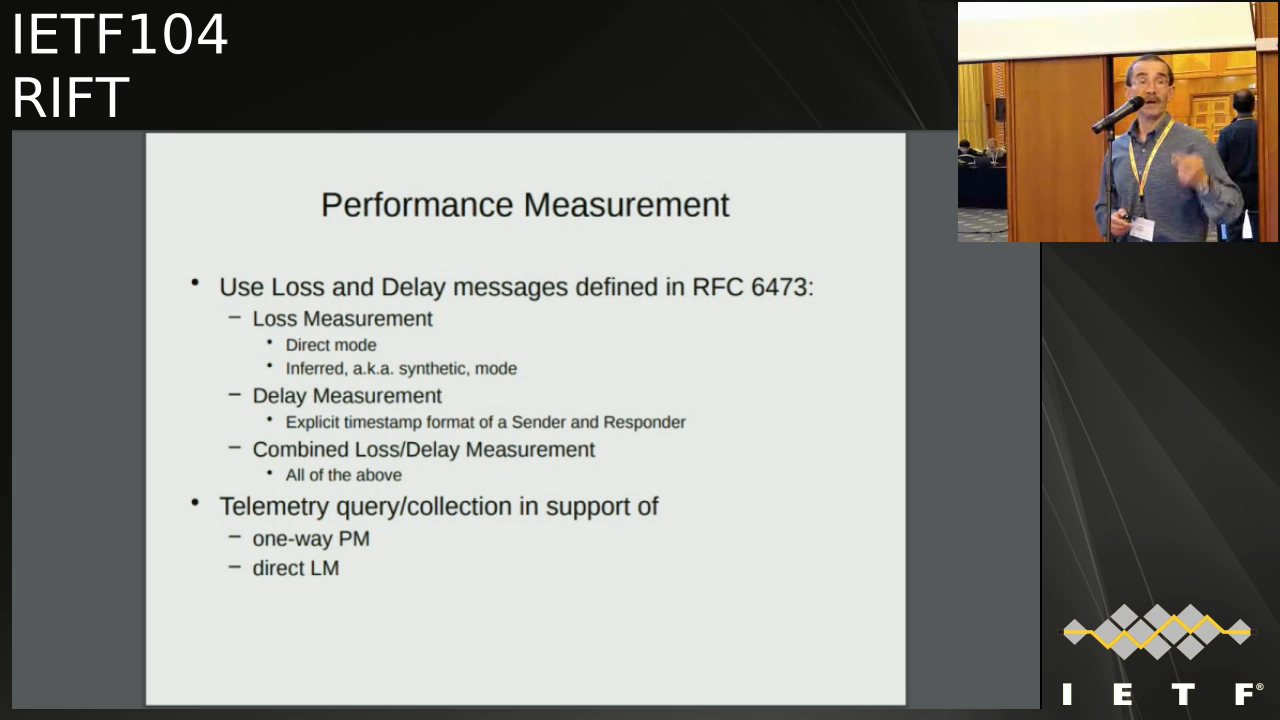 IETF104
RIFT
Performance Measurement
• Use Loss and Delay messages defined in RFC 6473:
– Loss Measurement
• Direct mode
• Inferred, a.k.a. synthetic, mode
– Delay Measurement
• Explicit timestamp format of a Sender and Responder
– Combined Loss/Delay Measurement
• All of the above
• Telemetry query/collection in support of
– one-way PM
– direct LM
I E T F®